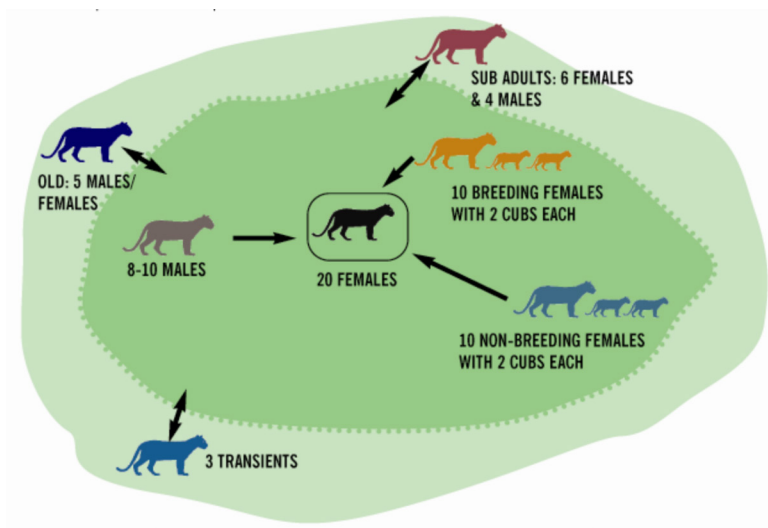 SUB ADULTS: 6 FEMALES
& 4 MALES
OLD: 5 MALES/
FEMALES
10 BREEDING FEMALES
WITH 2 CUBS EACH
8-10 MALES
20 FEMALES
10 NON-BREEDING FEMALES
WITH 2 CUBS EACH
3 TRANSIENTS